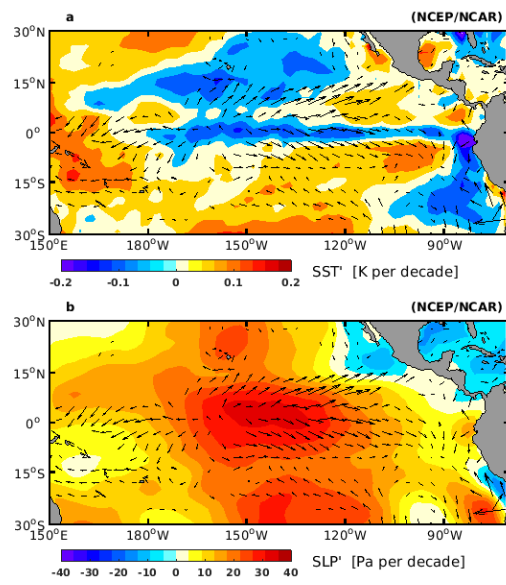 a (NCEP/NCAR)
30°N
15°N
0°
15°S
30°S
150°E 180°W 150°W 120°W 90°W
-0.2 -0.1 0 0.1 0.2
SST' [K per decade]
b (NCEP/NCAR)
30°N
15°N
0°
15°S
30°S
150°E 180°W 150°W 120°W 90°W
-40 -30 -20 -10 0 10 20 30 40
SLP' [Pa per decade]